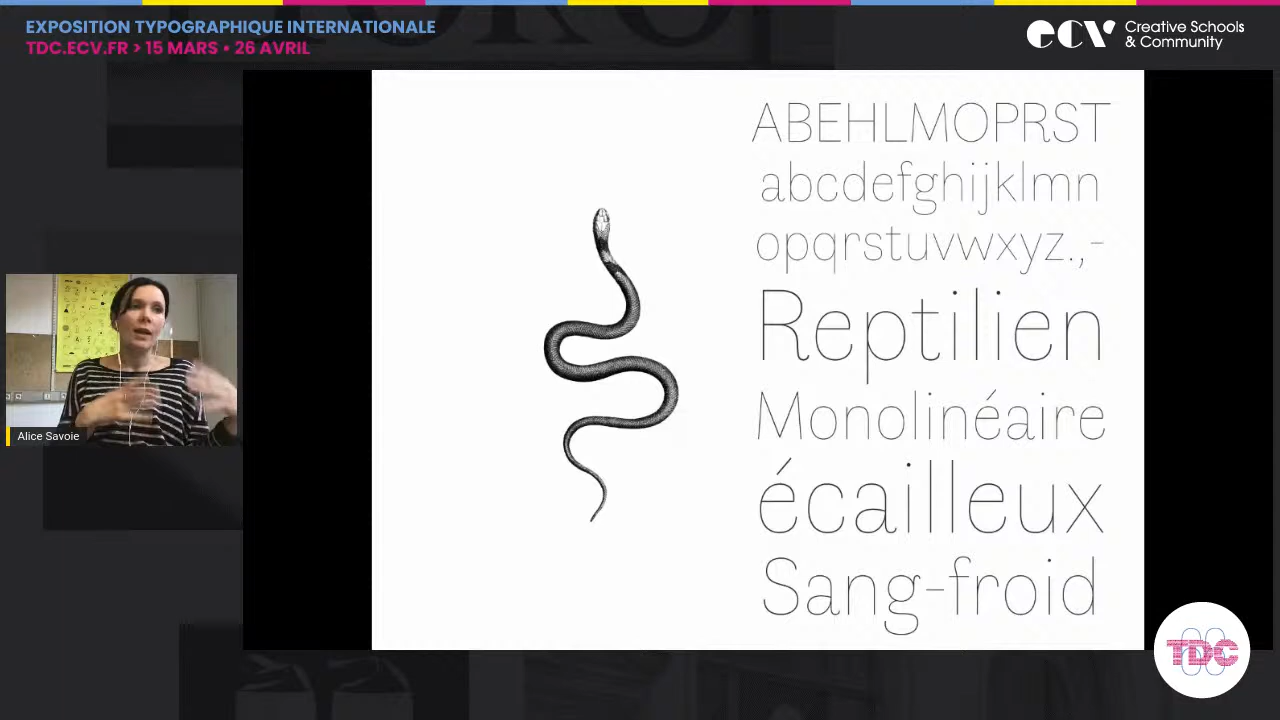 EXPOSITION TYPOGRAPHIQUE INTERNATIONALE
TDC.ECV.FR > 15 MARS • 26 AVRIL
ecv Creative Schools
& Community
ABEHLMOPRST
abcdefghijklmn
opqrstuvwxyz.,-
Reptilien
Monolinéaire
écailleux
Sang-froid
Alice Savoie
TDC